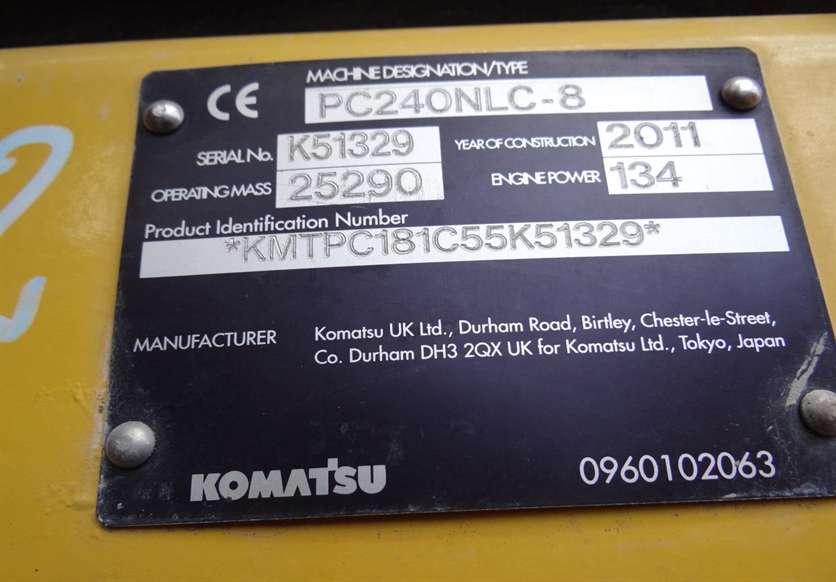 CE
MACHINE DESIGNATION/TYPE
PC240NLC-8
SERIAL No. K51329 YEAR OF CONSTRUCTION 2011
OPERATING MASS 25290 ENGINE POWER 134
Product Identification Number
*KMTPC181C55K51329*
MANUFACTURER Komatsu UK Ltd., Durham Road, Birtley, Chester-le-Street,
Co. Durham DH3 2QX UK for Komatsu Ltd., Tokyo, Japan
KOMATSU 0960102063